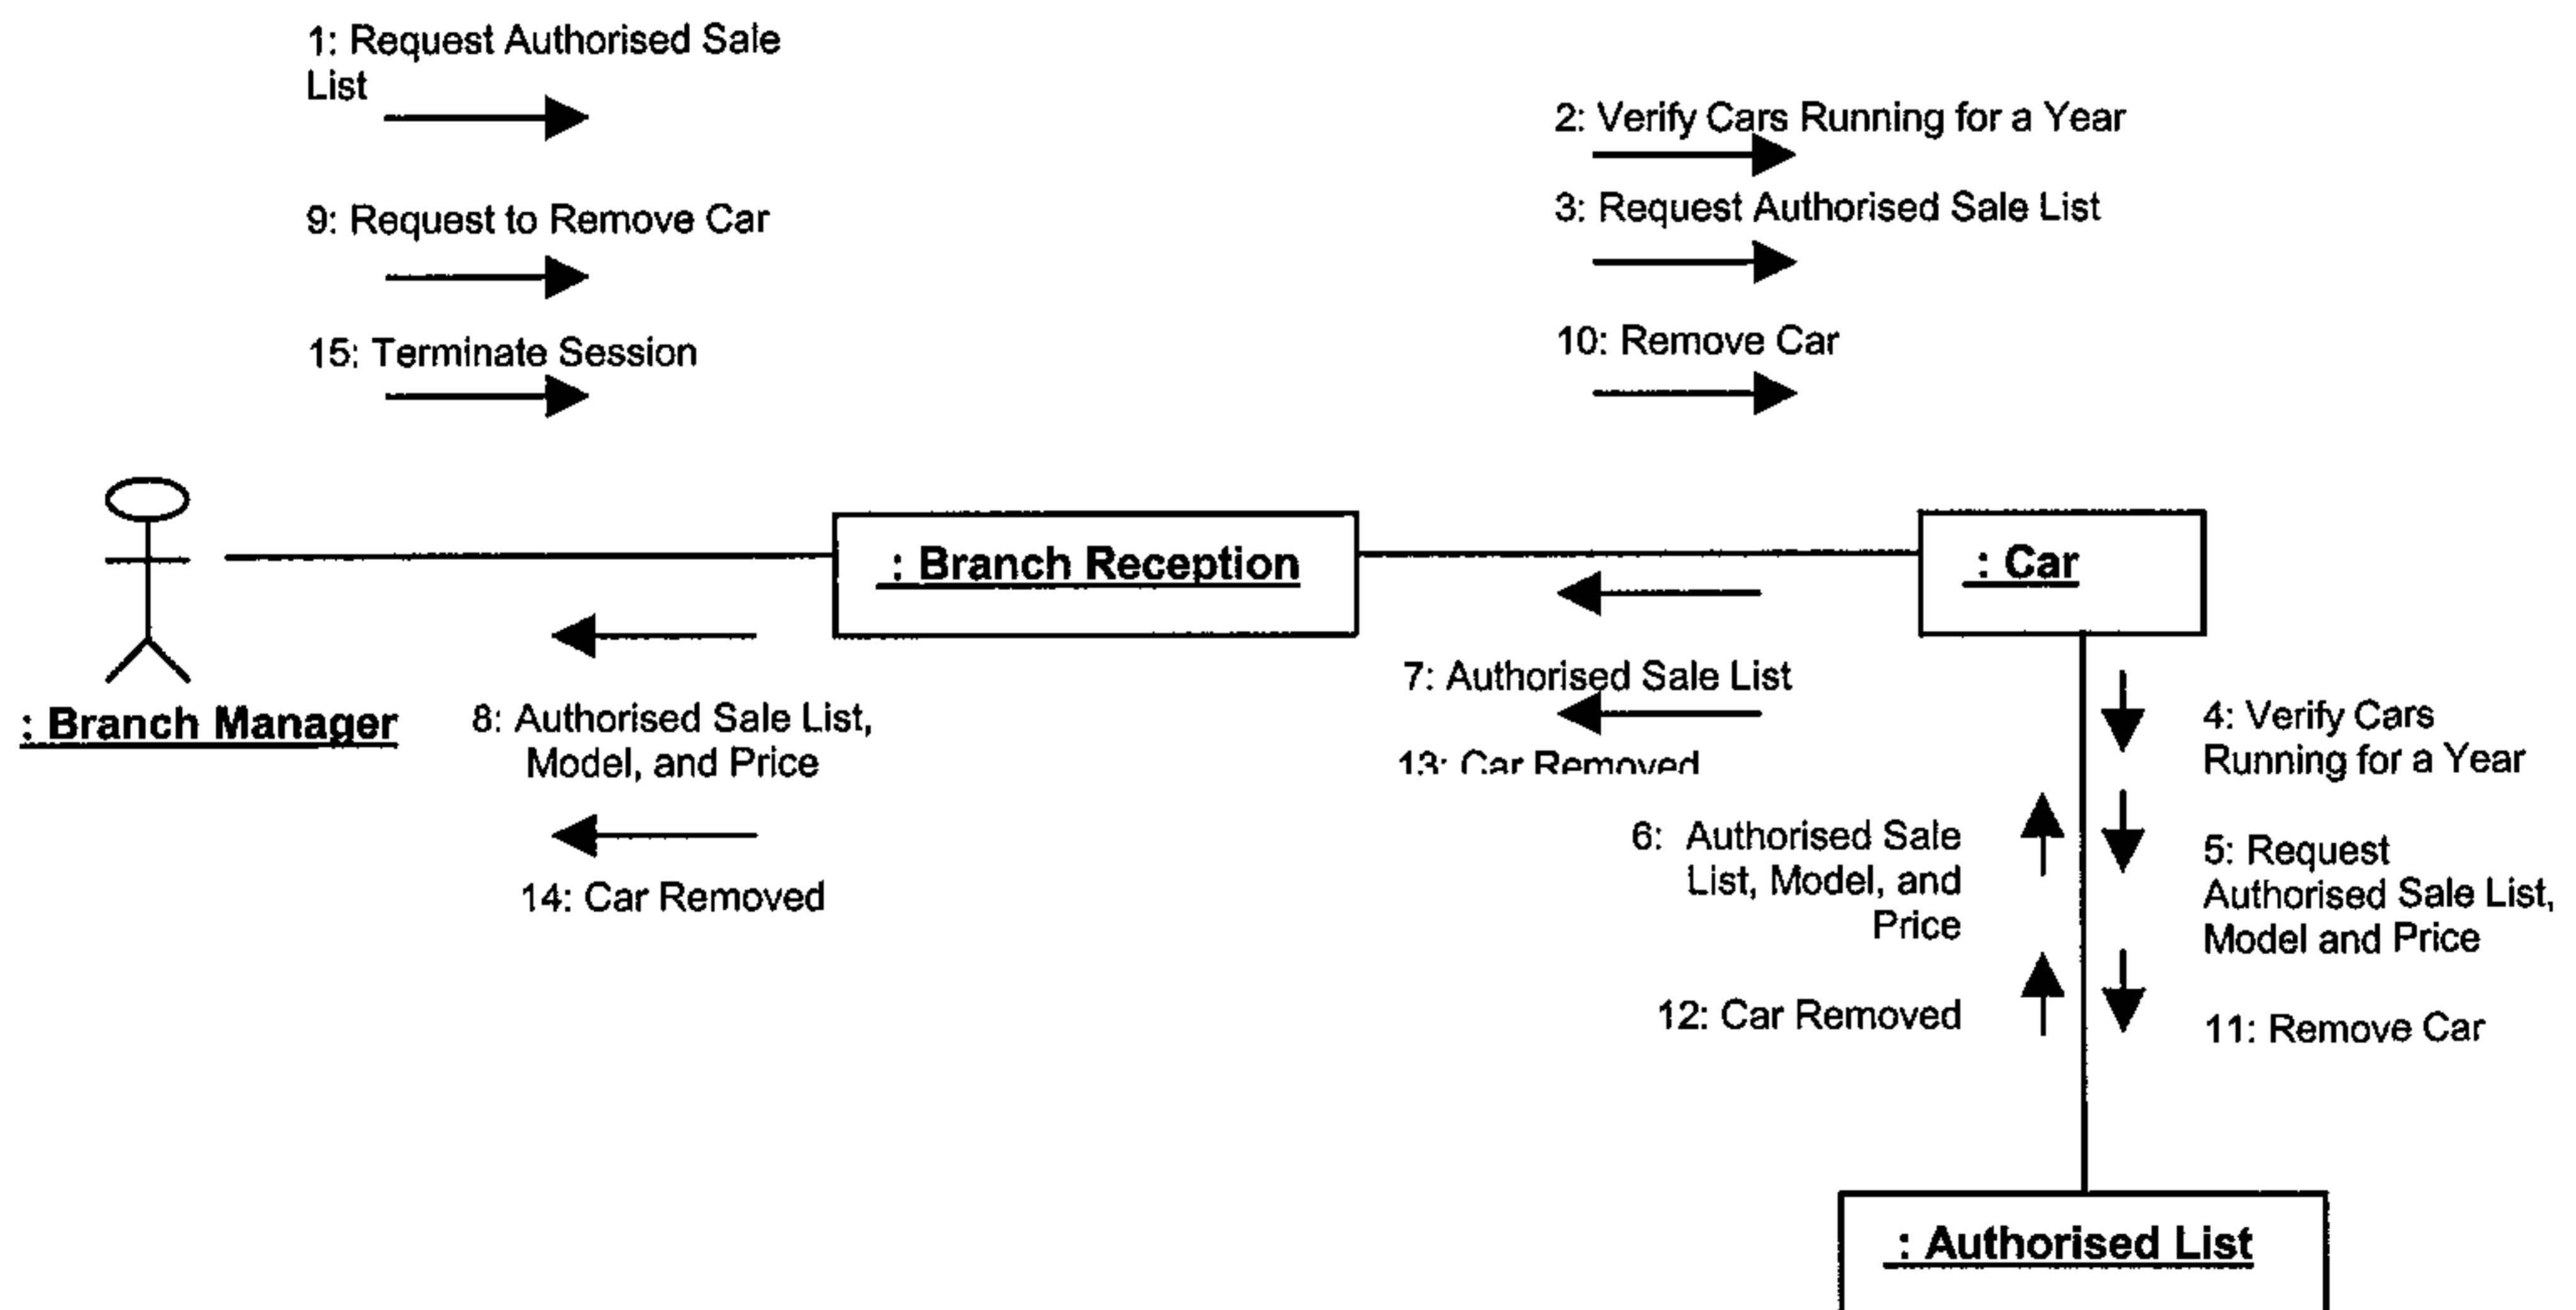 1: Request Authorised Sale
List
9: Request to Remove Car
15: Terminate Session
2: Verify Cars Running for a Year
3: Request Authorised Sale List
10: Remove Car
: Branch Manager
: Branch Reception
: Car
8: Authorised Sale List,
Model, and Price
14: Car Removed
7: Authorised Sale List
13: Car Removed
6: Authorised Sale
List, Model, and
Price
12: Car Removed
4: Verify Cars
Running for a Year
5: Request
Authorised Sale List,
Model and Price
11: Remove Car
: Authorised List